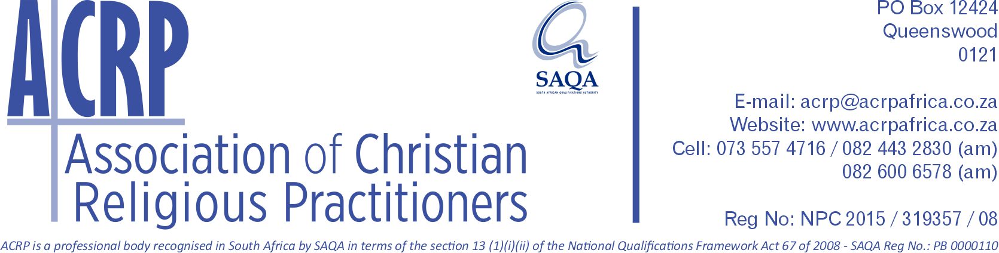 ACRP
Association of Christian
Religious Practitioners
SAQA
SOUTH AFRICAN QUALIFICATIONS AUTHORITY
PO Box 12424
Queenswood
0121
E-mail: acrp@acrpafrica.co.za
Website: www.acrpafrica.co.za
Cell: 073 557 4716 / 082 443 2830 (am)
082 600 6578 (am)
Reg No: NPC 2015 / 319357 / 08
ACRP is a professional body recognised in South Africa by SAQA in terms of the section 13 (1)(i)(ii) of the National Qualifications Framework Act 67 of 2008 - SAQA Reg No.: PB 0000110